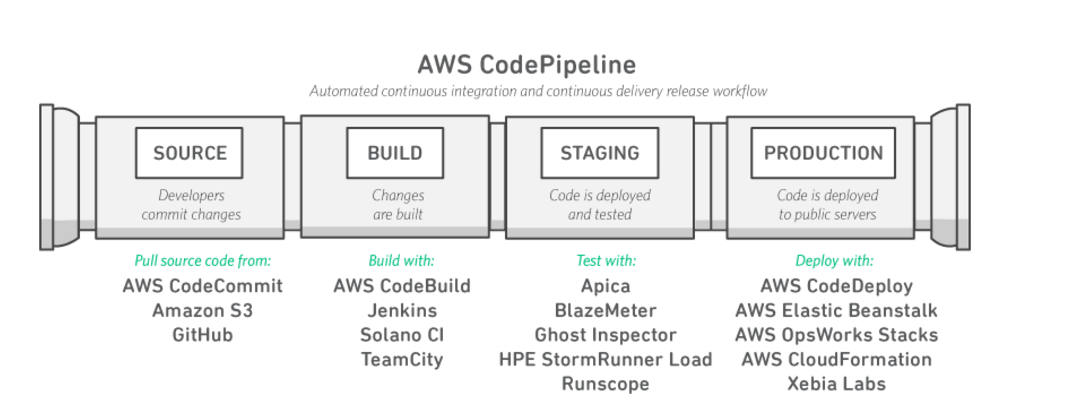 AWS CodePipeline
Automated continuous integration and continuous delivery release workflow
SOURCE
Developers
commit changes
Pull source code from:
AWS CodeCommit
Amazon S3
GitHub
BUILD
Changes
are built
Build with:
AWS CodeBuild
Jenkins
Solano CI
TeamCity
STAGING
Code is deployed
and tested
Test with:
Apica
BlazeMeter
Ghost Inspector
HPE StormRunner Load
Runscope
PRODUCTION
Code is deployed
to public servers
Deploy with:
AWS CodeDeploy
AWS Elastic Beanstalk
AWS OpsWorks Stacks
AWS CloudFormation
Xebia Labs